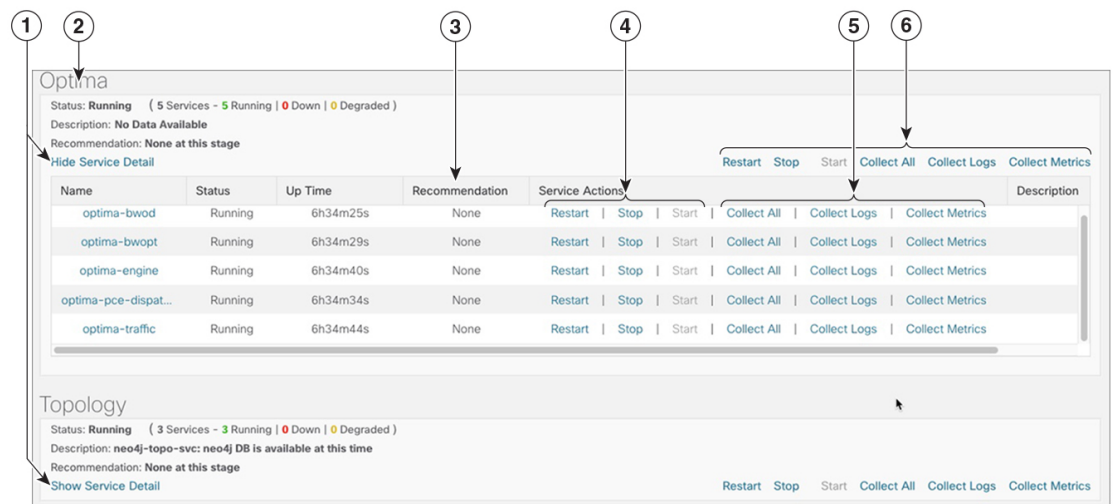 1 2 3 4 5 6
Optima
Status: Running ( 5 Services - 5 Running | 0 Down | 0 Degraded )
Description: No Data Available
Recommendation: None at this stage
Hide Service Detail Restart Stop Start Collect All Collect Logs Collect Metrics
Name Status Up Time Recommendation Service Actions Description
optima-bwod Running 6h34m25s None Restart | Stop | Start | Collect All | Collect Logs | Collect Metrics
optima-bwopt Running 6h34m29s None Restart | Stop | Start | Collect All | Collect Logs | Collect Metrics
optima-engine Running 6h34m40s None Restart | Stop | Start | Collect All | Collect Logs | Collect Metrics
optima-pce-dispat... Running 6h34m34s None Restart | Stop | Start | Collect All | Collect Logs | Collect Metrics
optima-traffic Running 6h34m44s None Restart | Stop | Start | Collect All | Collect Logs | Collect Metrics
Topology
Status: Running ( 3 Services - 3 Running | 0 Down | 0 Degraded )
Description: neo4j-topo-svc: neo4j DB is available at this time
Recommendation: None at this stage
Show Service Detail Restart Stop Start Collect All Collect Logs Collect Metrics